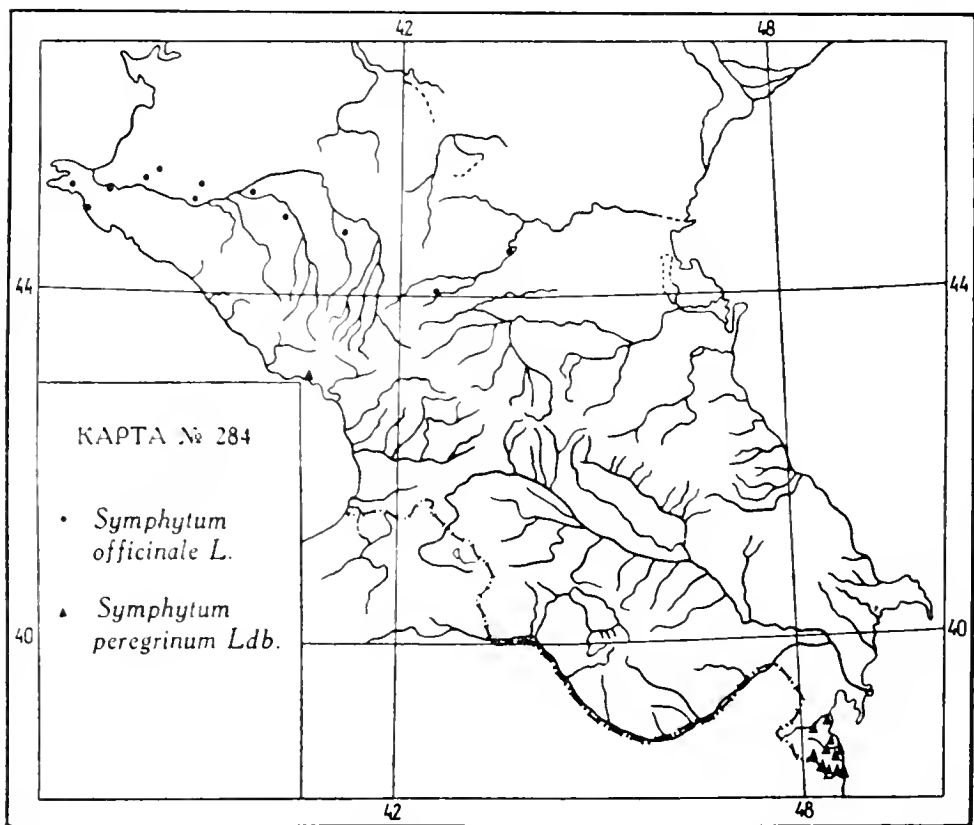 42 48
44 44
КАРТА № 284
Symphytum
officinale L.
Symphytum
peregrinum Ldb.
40 40
42 48